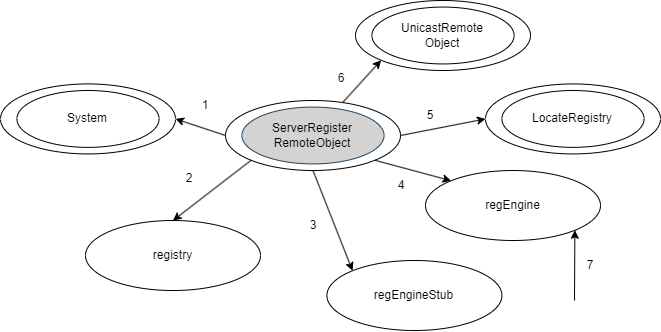 UnicastRemote
Object
6
System
1
ServerRegister
RemoteObject
5
LocateRegistry
2
4
regEngine
3
registry
7
regEngineStub